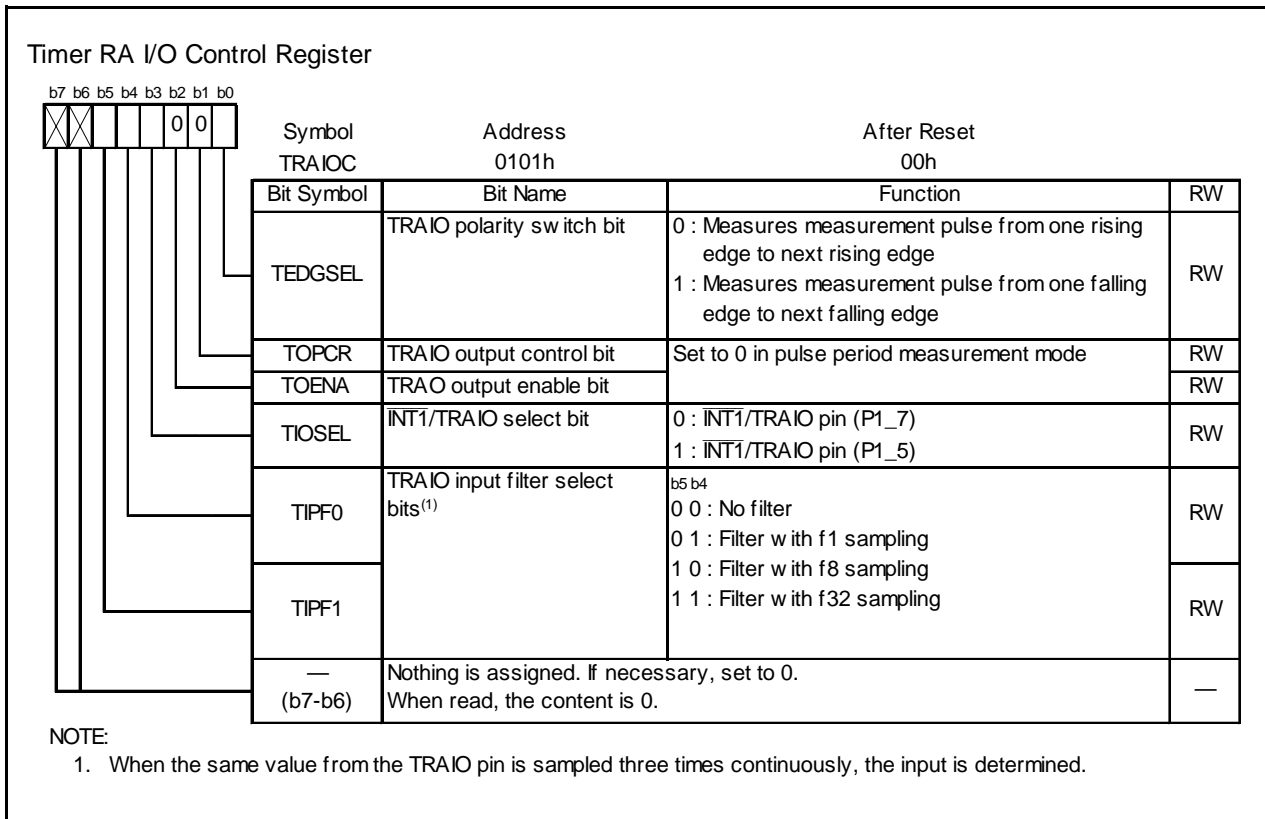 Timer RA I/O Control Register
b7 b6 b5 b4 b3 b2 b1 b0
0 0
Symbol Address After Reset
TRAIOC 0101h 00h
Bit Symbol Bit Name Function RW
TEDGSEL TRAIO polarity switch bit 0 : Measures measurement pulse from one rising
edge to next rising edge
1 : Measures measurement pulse from one falling
edge to next falling edge RW
TOPCR TRAIO output control bit Set to 0 in pulse period measurement mode RW
TOENA TRAO output enable bit RW
TIOSEL INT1/TRAIO select bit 0 : INT1/TRAIO pin (P1_7)
1 : INT1/TRAIO pin (P1_5) RW
TIPF0 TRAIO input filter select
bits(1) b5 b4
0 0 : No filter
0 1 : Filter with f1 sampling RW
1 0 : Filter with f8 sampling
TIPF1 1 1 : Filter with f32 sampling RW
— Nothing is assigned. If necessary, set to 0. —
(b7-b6) When read, the content is 0.
NOTE:
1. When the same value from the TRAIO pin is sampled three times continuously, the input is determined.